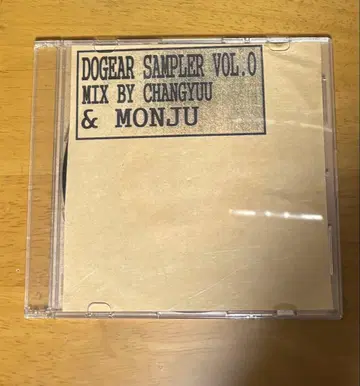 DOGEAR SAMPLER VOL.0
MIX BY CHANGYUU
& MONJU